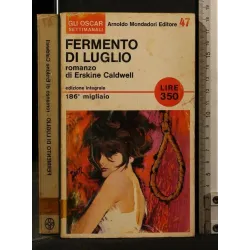 GLI OSCAR
SETTIMANALI
Arnoldo Mondadori Editore 47
FERMENTO
DI LUGLIO
romanzo
di Erskine Caldwell
edizione integrale
186° migliaio
LIRE
350